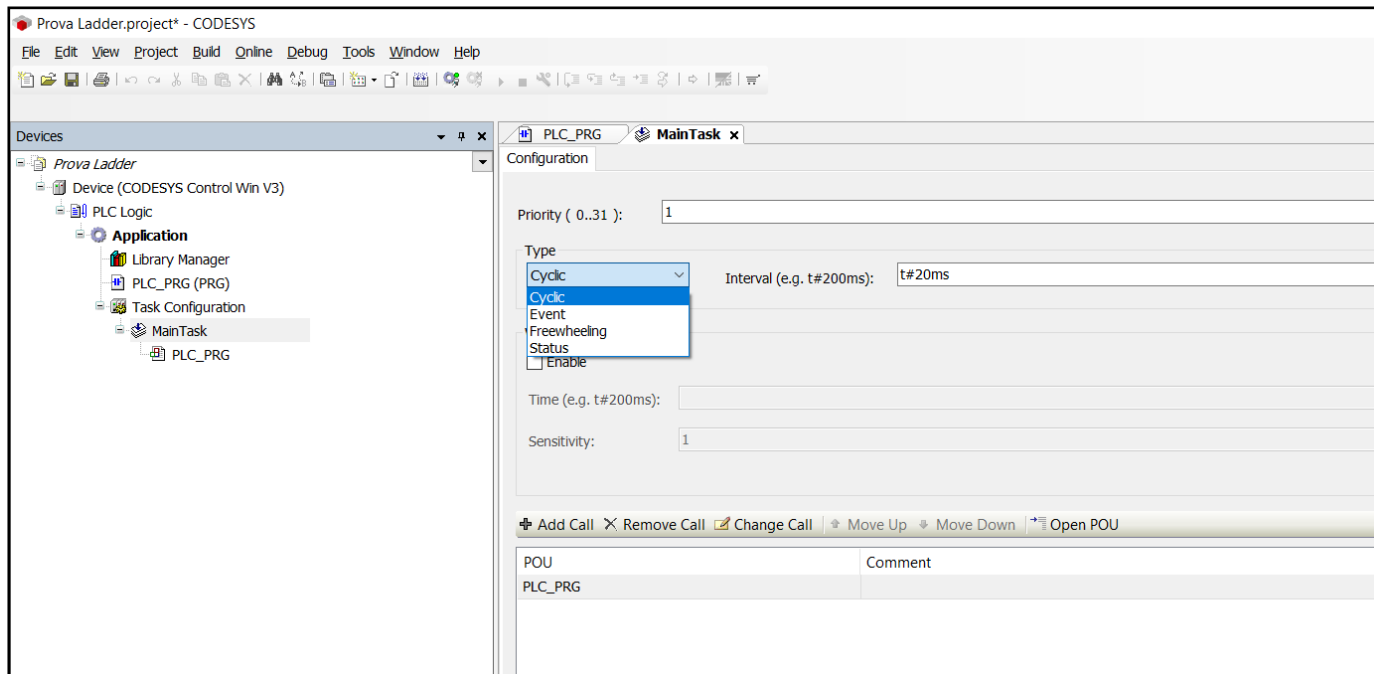 Prova Ladder.project* - CODESYS
File Edit View Project Build Online Debug Tools Window Help
Devices
Prova Ladder
Device (CODESYS Control Win V3)
PLC Logic
Application
Library Manager
PLC_PRG (PRG)
Task Configuration
MainTask
PLC_PRG
PLC_PRG MainTask
Configuration
Priority ( 0..31 ): 1
Type
Cyclic Interval (e.g. t#200ms): t#20ms
Cyclic
Event
Freewheeling
Status
Enable
Time (e.g. t#200ms):
Sensitivity: 1
Add Call Remove Call Change Call Move Up Move Down Open POU
POU Comment
PLC_PRG